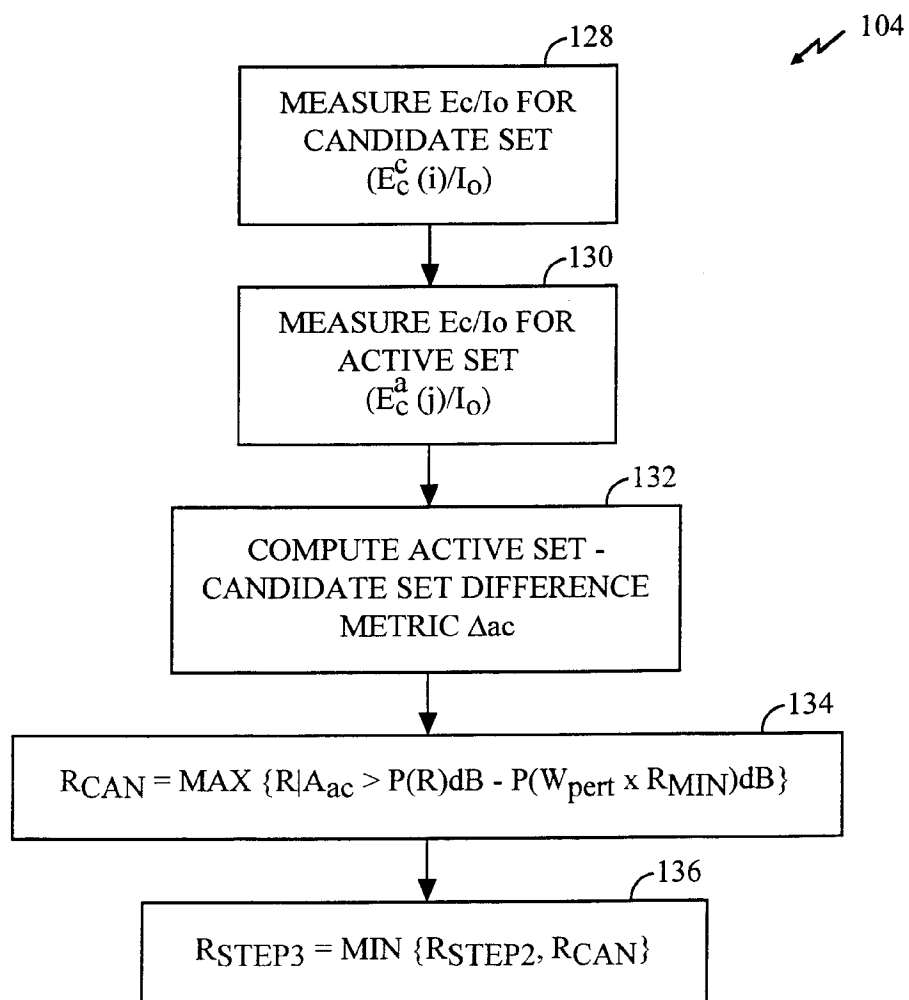 104
128
MEASURE Ec/Io FOR
CANDIDATE SET
(E_c^c (i)/I_o)
130
MEASURE Ec/Io FOR
ACTIVE SET
(E_c^a (j)/I_o)
132
COMPUTE ACTIVE SET -
CANDIDATE SET DIFFERENCE
METRIC Δac
134
R_CAN = MAX {R|A_ac > P(R)dB - P(W_pert x R_MIN)dB}
136
R_STEP3 = MIN {R_STEP2, R_CAN}